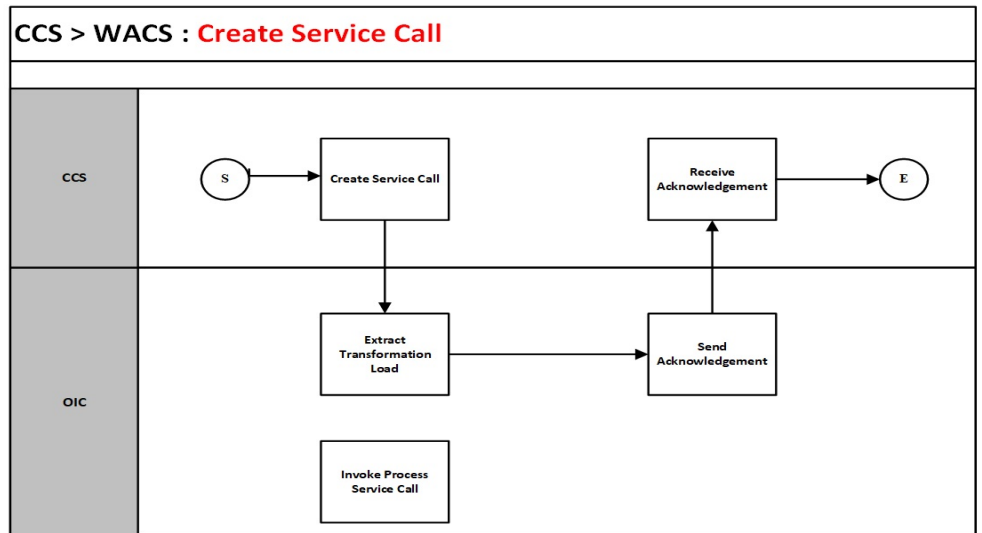 CCS > WACS : Create Service Call
CCS
S
Create Service Call
Receive
Acknowledgement
E
OIC
Extract
Transformation
Load
Send
Acknowledgement
Invoke Process
Service Call